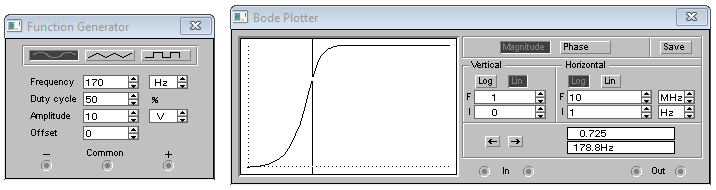 Function Generator
Frequency 170 Hz
Duty cycle 50 %
Amplitude 10 V
Offset 0
− Common +
Bode Plotter
Magnitude Phase Save
Vertical Horizontal
Log Lin Log Lin
F 1 F 10 MHz
I 0 I 1 Hz
← → 0.725
178.8Hz
In Out